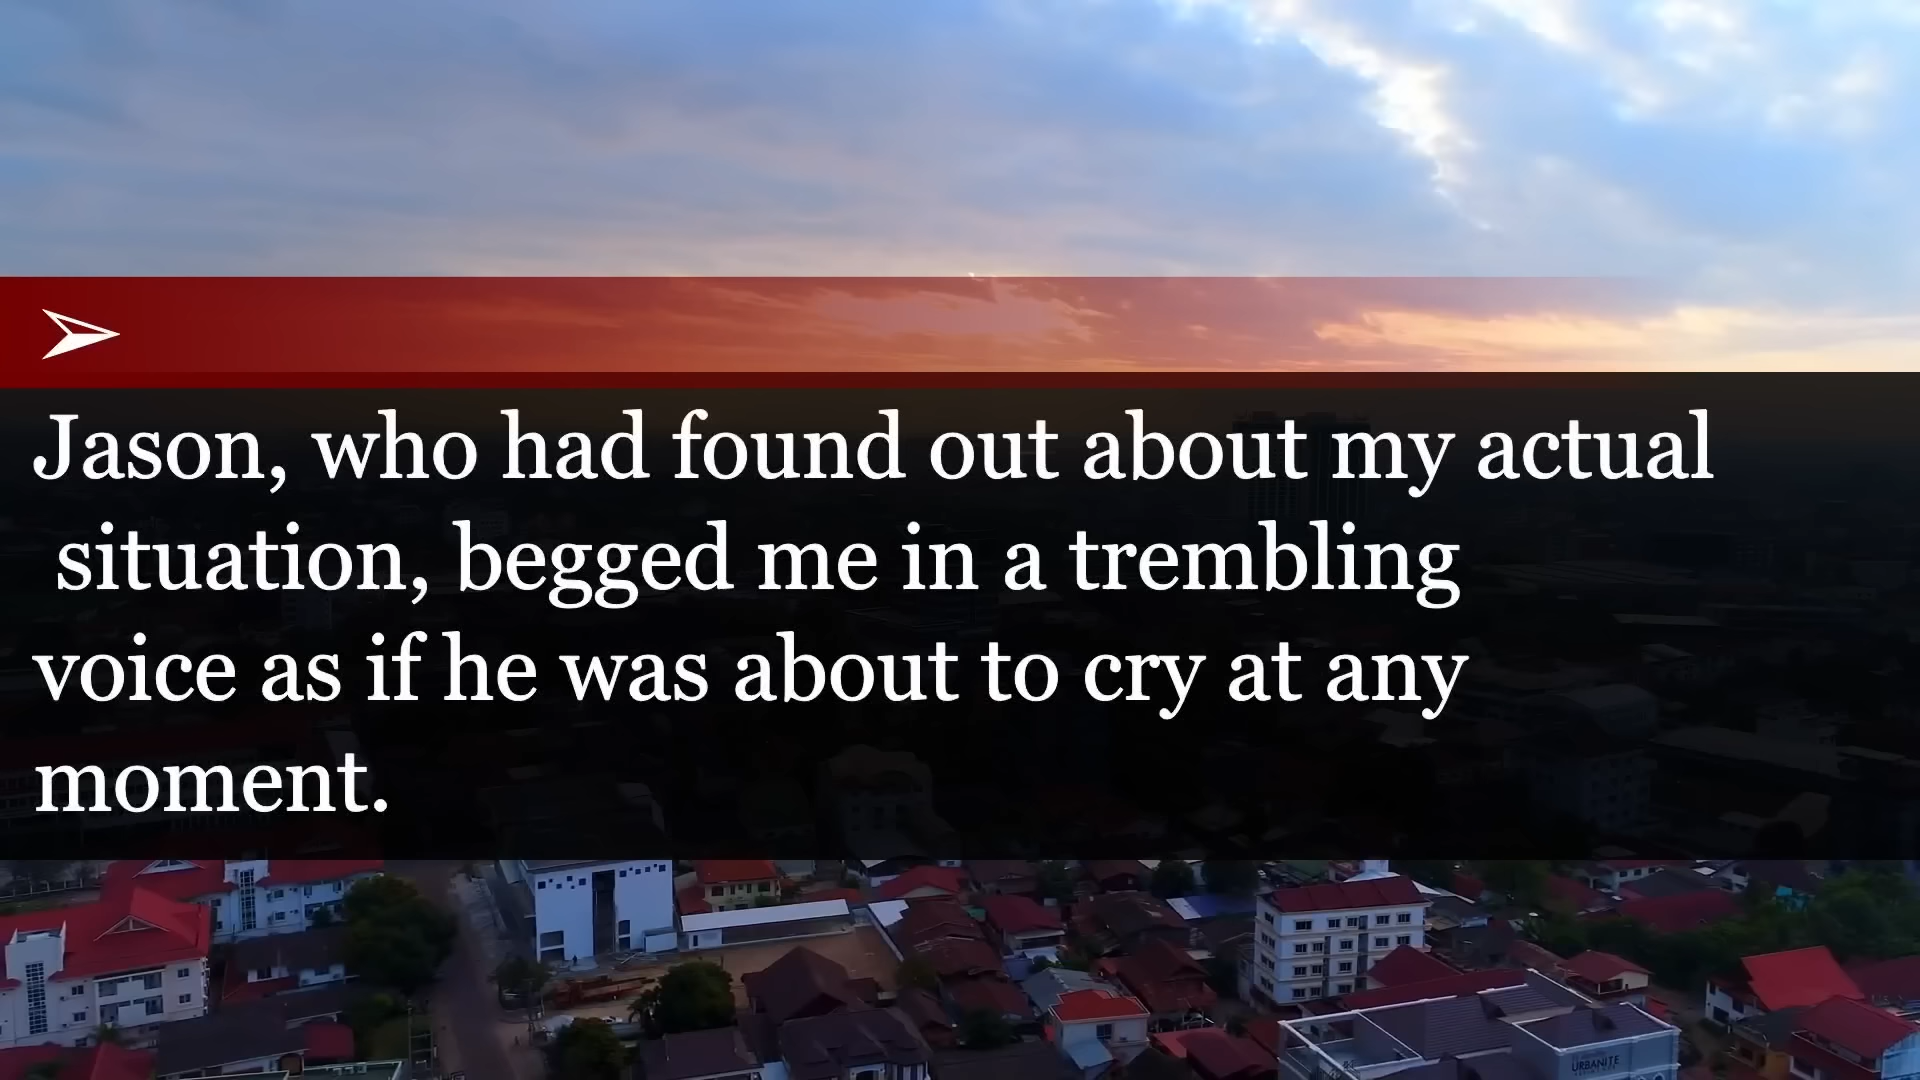 Jason, who had found out about my actual
situation, begged me in a trembling
voice as if he was about to cry at any
moment.
URBANITE